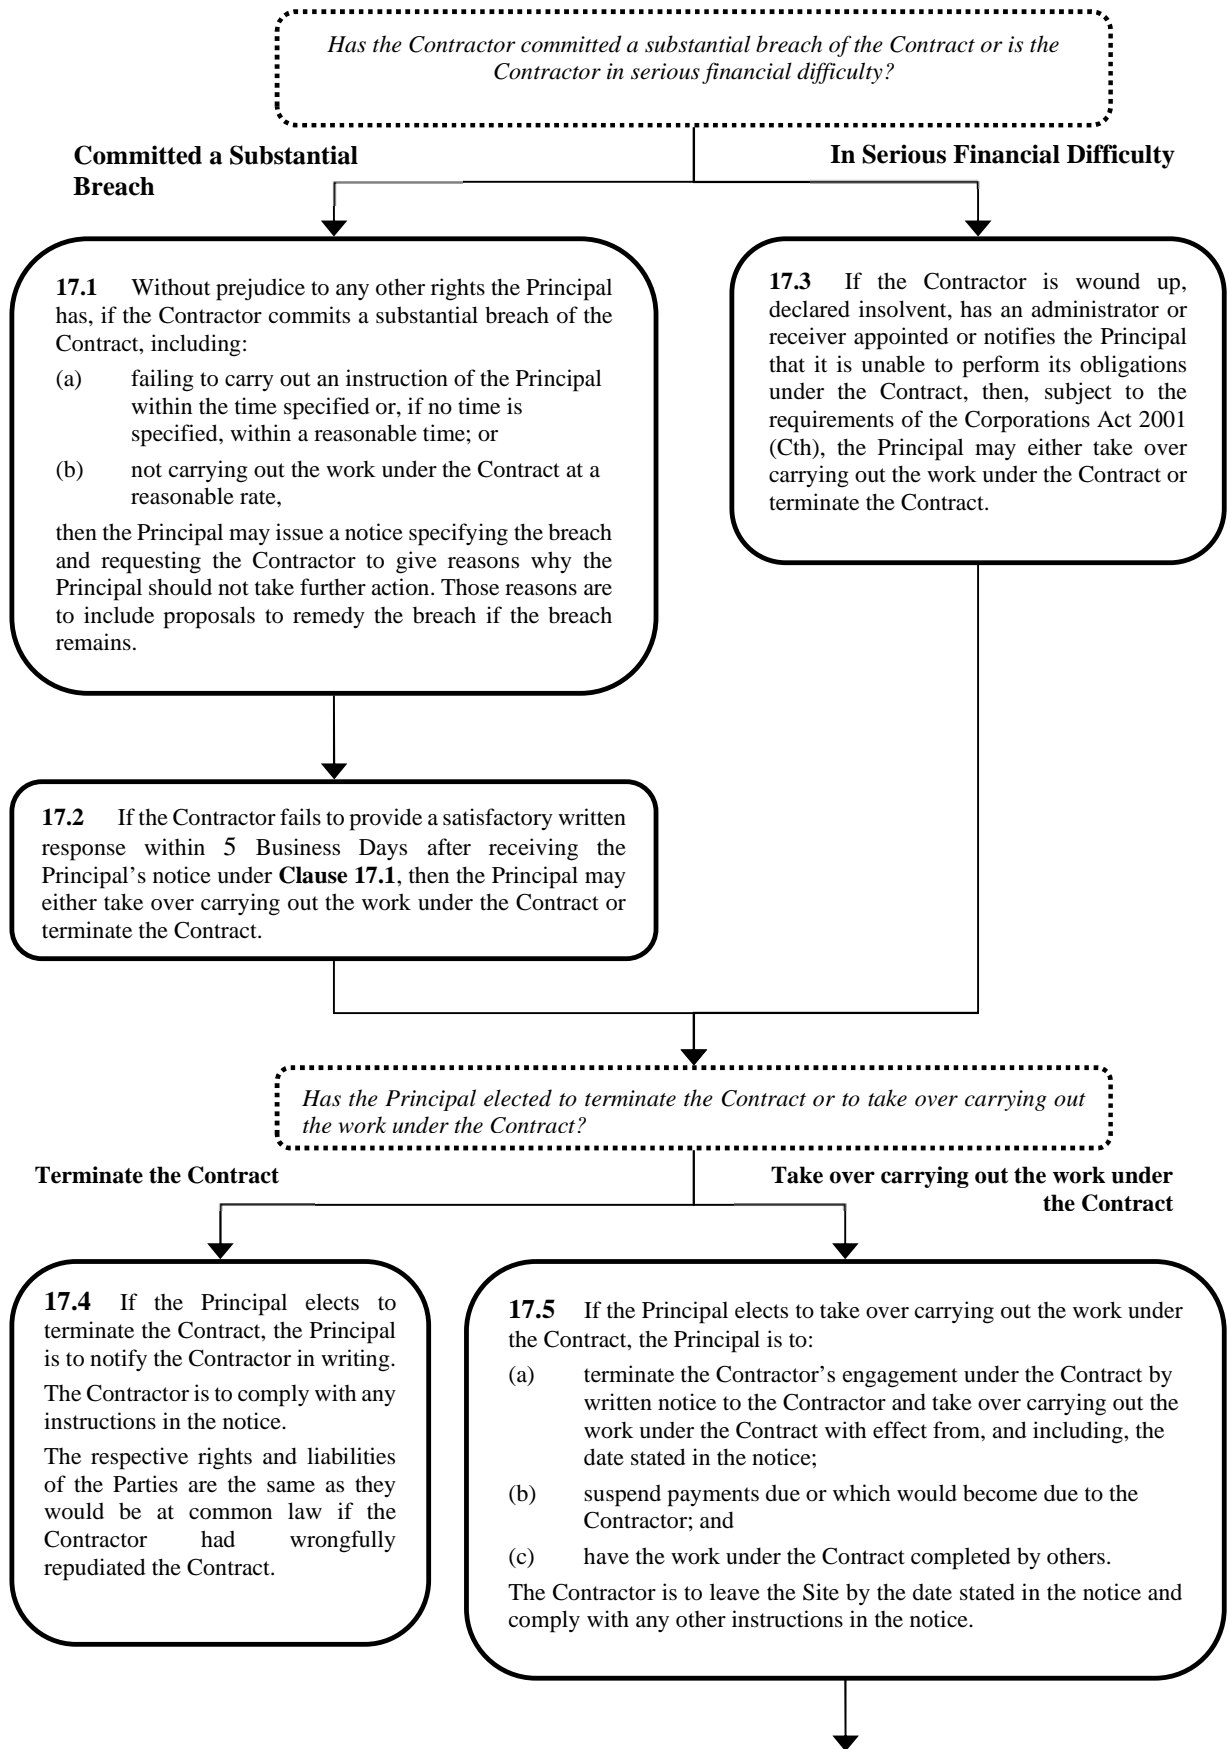 Has the Contractor committed a substantial breach of the Contract or is the
Contractor in serious financial difficulty?
Committed a Substantial
Breach
In Serious Financial Difficulty
17.1 Without prejudice to any other rights the Principal
has, if the Contractor commits a substantial breach of the
Contract, including:
(a) failing to carry out an instruction of the Principal
within the time specified or, if no time is
specified, within a reasonable time; or
(b) not carrying out the work under the Contract at a
reasonable rate,
then the Principal may issue a notice specifying the breach
and requesting the Contractor to give reasons why the
Principal should not take further action. Those reasons are
to include proposals to remedy the breach if the breach
remains.
17.3 If the Contractor is wound up,
declared insolvent, has an administrator or
receiver appointed or notifies the Principal
that it is unable to perform its obligations
under the Contract, then, subject to the
requirements of the Corporations Act 2001
(Cth), the Principal may either take over
carrying out the work under the Contract or
terminate the Contract.
17.2 If the Contractor fails to provide a satisfactory written
response within 5 Business Days after receiving the
Principal's notice under Clause 17.1, then the Principal may
either take over carrying out the work under the Contract or
terminate the Contract.
Has the Principal elected to terminate the Contract or to take over carrying out
the work under the Contract?
Terminate the Contract
Take over carrying out the work under
the Contract
17.4 If the Principal elects to
terminate the Contract, the Principal
is to notify the Contractor in writing.
The Contractor is to comply with any
instructions in the notice.
The respective rights and liabilities
of the Parties are the same as they
would be at common law if the
Contractor had wrongfully
repudiated the Contract.
17.5 If the Principal elects to take over carrying out the work under
the Contract, the Principal is to:
(a) terminate the Contractor's engagement under the Contract by
written notice to the Contractor and take over carrying out the
work under the Contract with effect from, and including, the
date stated in the notice;
(b) suspend payments due or which would become due to the
Contractor; and
(c) have the work under the Contract completed by others.
The Contractor is to leave the Site by the date stated in the notice and
comply with any other instructions in the notice.